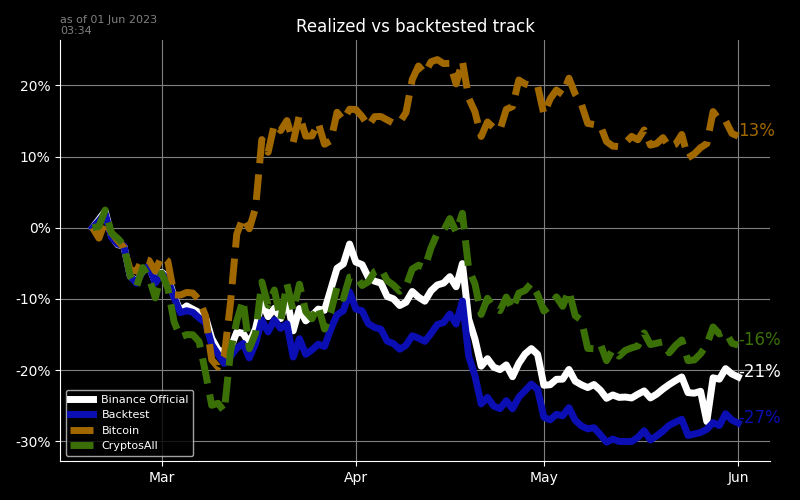 as of 01 Jun 2023
03:34
Realized vs backtested track
20%
10%
0%
-10%
-20%
-30%
13%
-16%
-21%
-27%
Binance Official
Backtest
Bitcoin
CryptosAll
Mar
Apr
May
Jun